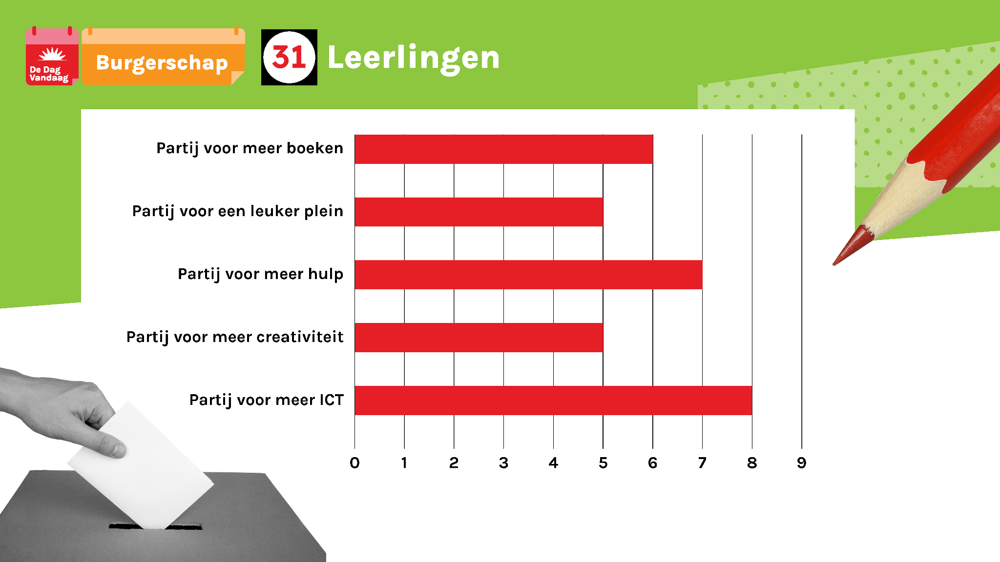 De Dag
Vandaag
Burgerschap
31
Leerlingen
Partij voor meer boeken
Partij voor een leuker plein
Partij voor meer hulp
Partij voor meer creativiteit
Partij voor meer ICT
0 1 2 3 4 5 6 7 8 9